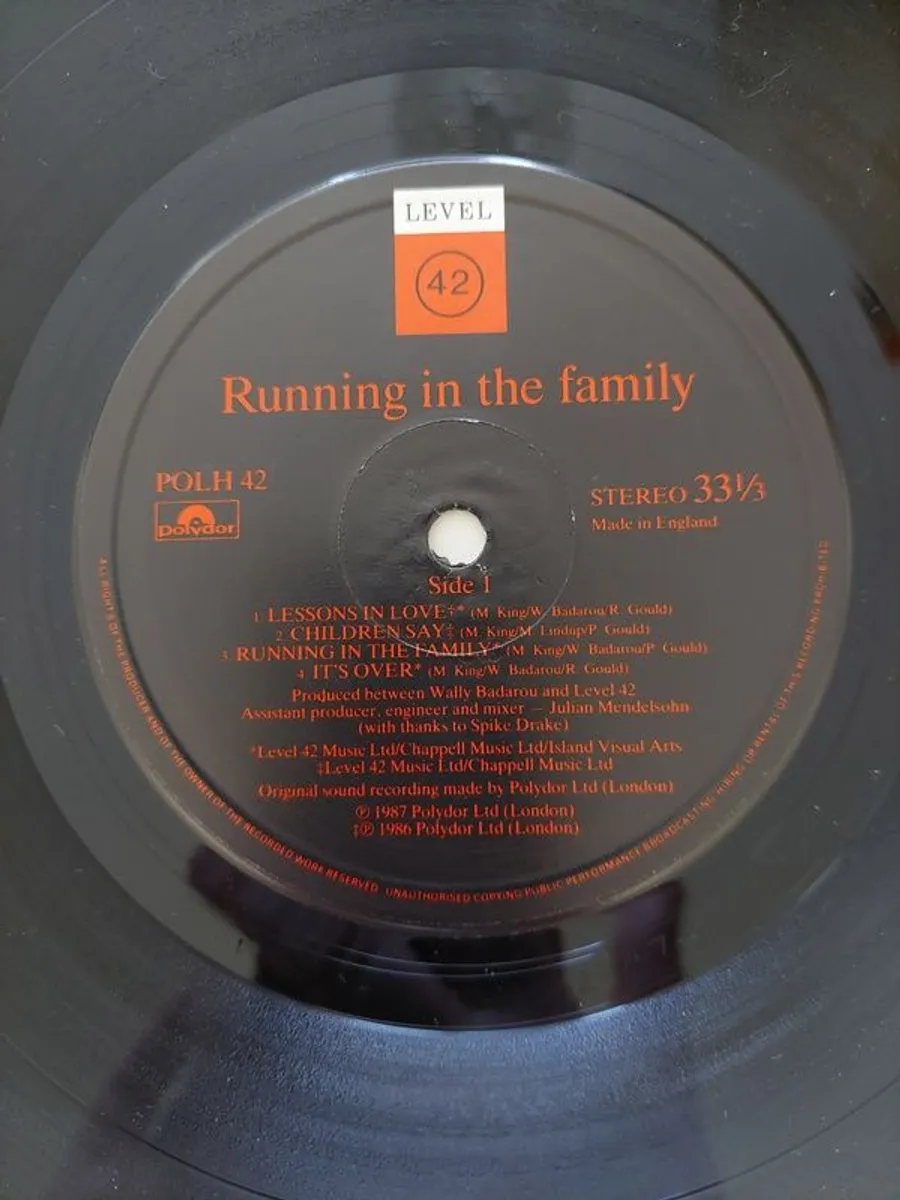 LEVEL
42
Running in the family
POLH 42
STEREO 33⅓
Polydor
Made in England
Side 1
1. LESSONS IN LOVE‡* (M. King/W. Badarou/R. Gould)
2. CHILDREN SAY‡ (M. King/M. Lindup/P. Gould)
3. RUNNING IN THE FAMILY* (M. King/W. Badarou/P. Gould)
4. IT'S OVER* (M. King/W. Badarou/R. Gould)
Produced between Wally Badarou and Level 42
Assistant producer, engineer and mixer — Julian Mendelsohn
(with thanks to Spike Drake)
*Level 42 Music Ltd/Chappell Music Ltd/Island Visual Arts
‡Level 42 Music Ltd/Chappell Music Ltd
Original sound recording made by Polydor Ltd (London)
℗ 1987 Polydor Ltd (London)
‡℗ 1986 Polydor Ltd (London)
ALL RIGHTS OF THE PRODUCER AND OF THE OWNER OF THE RECORDED WORK RESERVED. UNAUTHORISED COPYING PUBLIC PERFORMANCE BROADCASTING HIRING OR RENTAL OF THIS RECORDING PROHIBITED